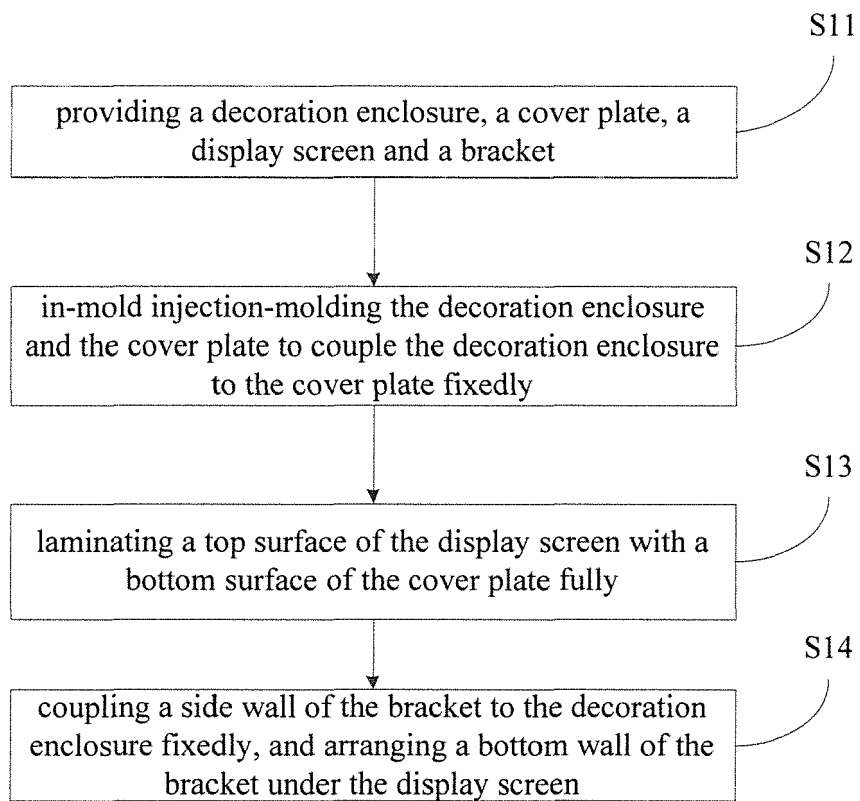 S11
providing a decoration enclosure, a cover plate, a
display screen and a bracket
S12
in-mold injection-molding the decoration enclosure
and the cover plate to couple the decoration enclosure
to the cover plate fixedly
S13
laminating a top surface of the display screen with a
bottom surface of the cover plate fully
S14
coupling a side wall of the bracket to the decoration
enclosure fixedly, and arranging a bottom wall of the
bracket under the display screen